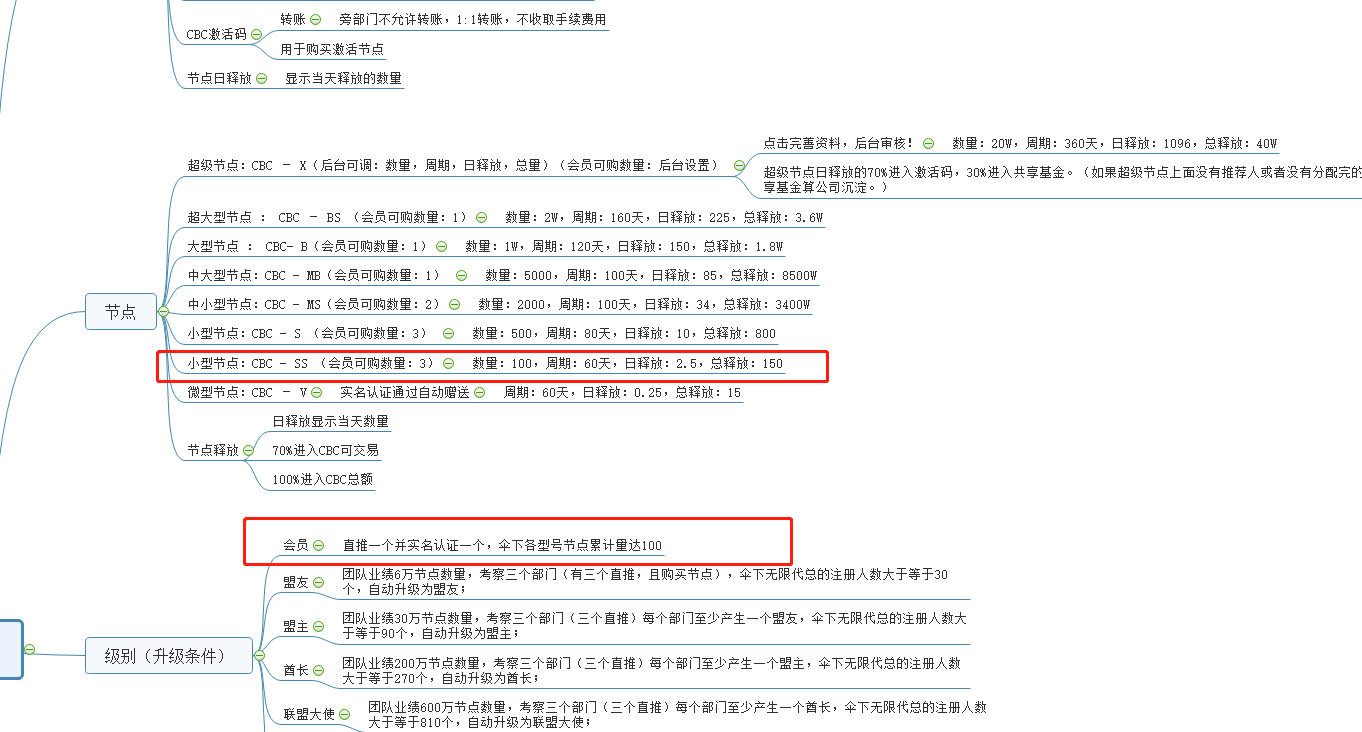 转账 旁部门不允许转账，1:1转账，不收取手续费用
CBC激活码
用于购买激活节点
节点日释放 显示当天释放的数量
点击完善资料，后台审核！ 数量：20W，周期：360天，日释放：1096，总释放：40W
超级节点：CBC － X（后台可调：数量，周期，日释放，总量）（会员可购数量：后台设置）
超级节点日释放的70%进入激活码，30%进入共享基金。（如果超级节点上面没有推荐人或者没有分配完的
享基金算公司沉淀。）
超大型节点 ： CBC － BS （会员可购数量：1） 数量：2W，周期：160天，日释放：225，总释放：3.6W
大型节点 ： CBC- B（会员可购数量：1） 数量：1W，周期：120天，日释放：150，总释放：1.8W
中大型节点：CBC - MB（会员可购数量：1） 数量：5000，周期：100天，日释放：85，总释放：8500W
节点
中小型节点：CBC - MS（会员可购数量：2） 数量：2000，周期：100天，日释放：34，总释放：3400W
小型节点：CBC - S （会员可购数量：3） 数量：500，周期：80天，日释放：10，总释放：800
小型节点：CBC - SS （会员可购数量：3） 数量：100，周期：60天，日释放：2.5，总释放：150
微型节点：CBC － V 实名认证通过自动赠送 周期：60天，日释放：0.25，总释放：15
日释放显示当天数量
节点释放 70%进入CBC可交易
100%进入CBC总额
会员 直推一个并实名认证一个，伞下各型号节点累计量达100
盟友 团队业绩6万节点数量，考察三个部门（有三个直推，且购买节点），伞下无限代总的注册人数大于等于30
个，自动升级为盟友；
盟主 团队业绩30万节点数量，考察三个部门（三个直推）每个部门至少产生一个盟友，伞下无限代总的注册人数大
于等于90个，自动升级为盟主；
级别（升级条件）
酋长 团队业绩200万节点数量，考察三个部门（三个直推）每个部门至少产生一个盟主，伞下无限代总的注册人数
大于等于270个，自动升级为酋长；
联盟大使 团队业绩600万节点数量，考察三个部门（三个直推）每个部门至少产生一个酋长，伞下无限代总的注册人数
大于等于810个，自动升级为联盟大使；